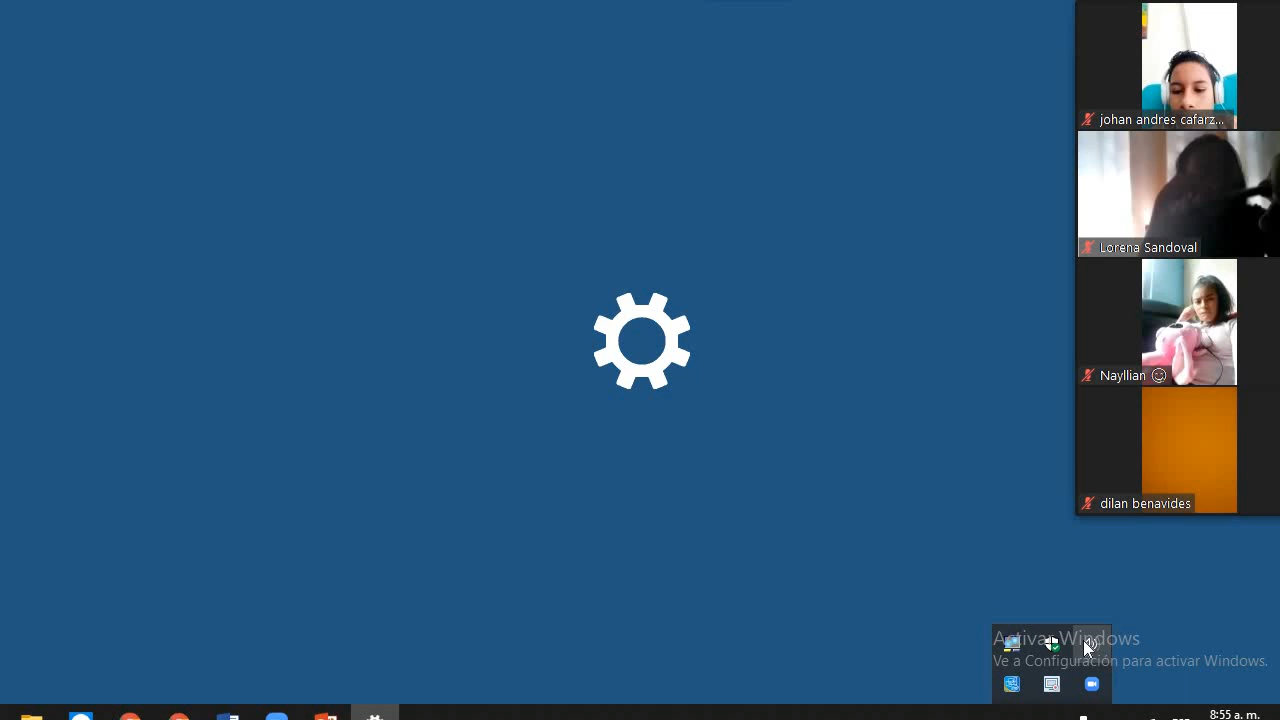 johan andres cafarz...
Lorena Sandoval
Nayllian ☺
dilan benavides
Activar Windows
Ve a Configuración para activar Windows.
8:55 a. m.